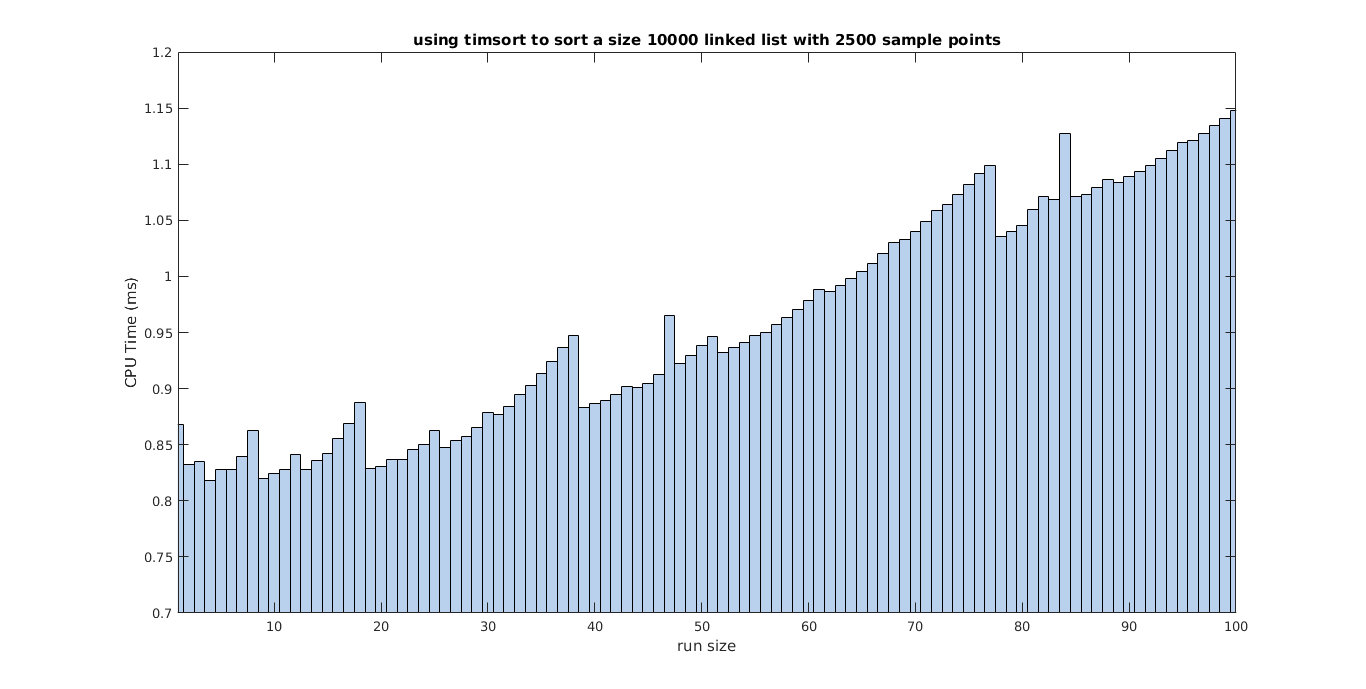 using timsort to sort a size 10000 linked list with 2500 sample points
1.2
1.15
1.1
1.05
1
0.95
0.9
0.85
0.8
0.75
0.7
CPU Time (ms)
10 20 30 40 50 60 70 80 90 100
run size